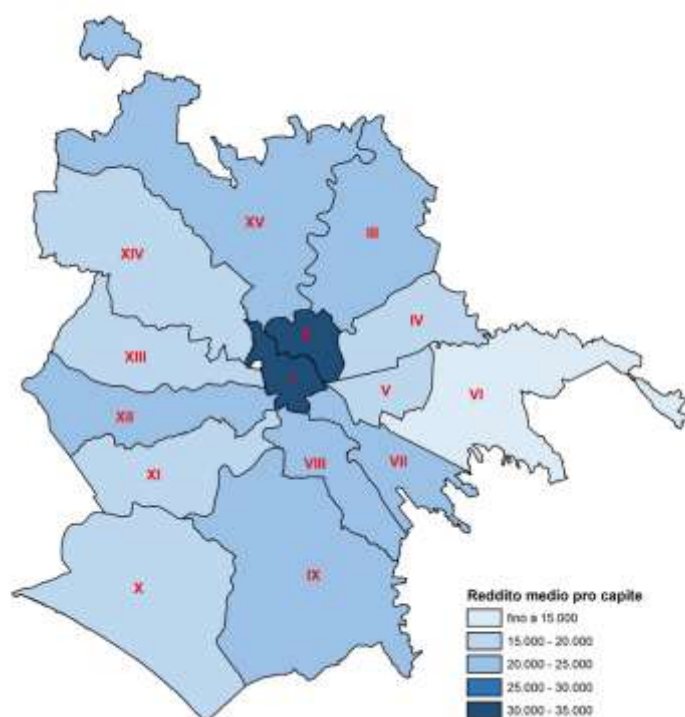 XV
III
XIV
II
IV
XIII
I
V
VI
XII
VIII
VII
XI
X
IX
Reddito medio pro capite
fino a 15.000
15.000 - 20.000
20.000 - 25.000
25.000 - 30.000
30.000 - 35.000